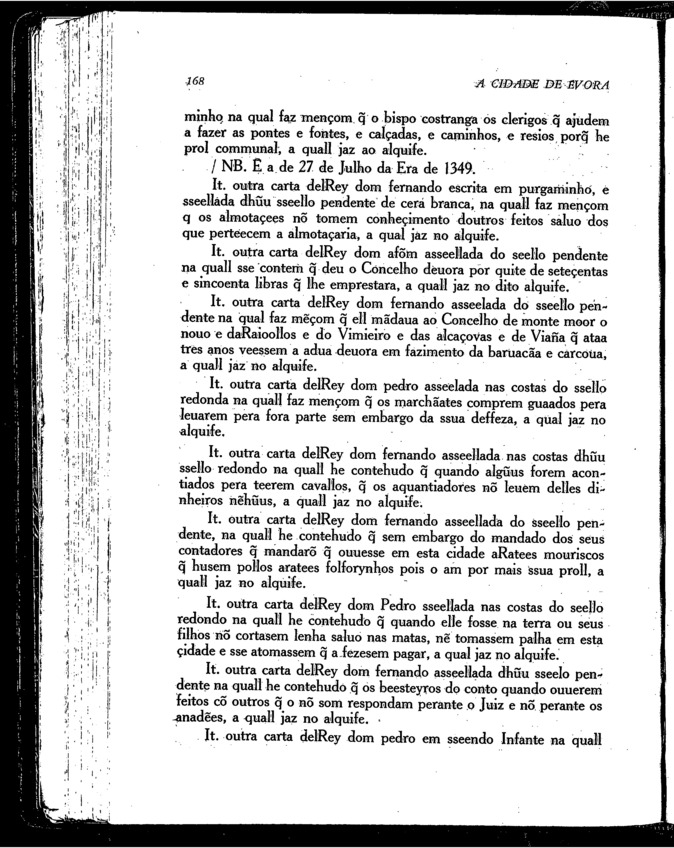 168
A CIDADE DE EVORA
minho na qual faz mençom q̃ o bispo costranga os clerigos q̃ ajudem
a fazer as pontes e fontes, e calçadas, e caminhos, e resios porq̃ he
prol communal, a quall jaz ao alquife.
/ NB. É a de 27 de Julho da Era de 1349.
It. outra carta delRey dom fernando escrita em purgaminho, e
sseellada dhũu sseello pendente de cera branca, na quall faz mençom
q os almotaçees nõ tomem conheçimento doutros feitos saluo dos
que perteecem a almotaçaria, a qual jaz no alquife.
It. outra carta delRey dom afõm asseellada do seello pendente
na quall sse contem q̃ deu o Concelho deuora por quite de seteçentas
e sincoenta libras q̃ lhe emprestara, a quall jaz no dito alquife.
It. outra carta delRey dom fernando asseelada do sseello pen-
dente na qual faz mẽçom q̃ ell mãdaua ao Concelho de monte moor o
nouo e daRaioollos e do Vimieiro e das alcaçovas e de Viaña q̃ ataa
tres anos veessem a adua deuora em fazimento da baruacãa e carcoua,
a quall jaz no alquife.
It. outra carta delRey dom pedro asseelada nas costas do ssello
redonda na quall faz mençom q̃ os marchãates comprem guaados pera
leuarem pera fora parte sem embargo da ssua deffeza, a qual jaz no
alquife.
It. outra carta delRey dom fernando asseellada nas costas dhũu
ssello redondo na quall he contehudo q̃ quando algũus forem acon-
tiados pera teerem cavallos, q̃ os aquantiadores nõ leuem delles di-
nheiros nẽhũus, a quall jaz no alquife.
It. outra carta delRey dom fernando asseellada do sseello pen-
dente, na quall he contehudo q̃ sem embargo do mandado dos seus
contadores q̃ mandarõ q̃ ouuesse em esta cidade aRatees mouriscos
q̃ husem pollos aratees folforynhos pois o am por mais ssua proll, a
quall jaz no alquife.
It. outra carta delRey dom Pedro sseellada nas costas do seello
redondo na quall he contehudo q̃ quando elle fosse na terra ou seus
filhos nõ cortasem lenha saluo nas matas, nẽ tomassem palha em esta
çidade e sse atomassem q̃ a fezesem pagar, a qual jaz no alquife.
It. outra carta delRey dom fernando asseellada dhũu sseelo pen-
dente na quall he contehudo q̃ os beesteyros do conto quando ouuerem
feitos cõ outros q̃ o nõ som respondam perante o Juiz e nõ perante os
anadẽes, a quall jaz no alquife.
It. outra carta delRey dom pedro em sseendo Infante na quall